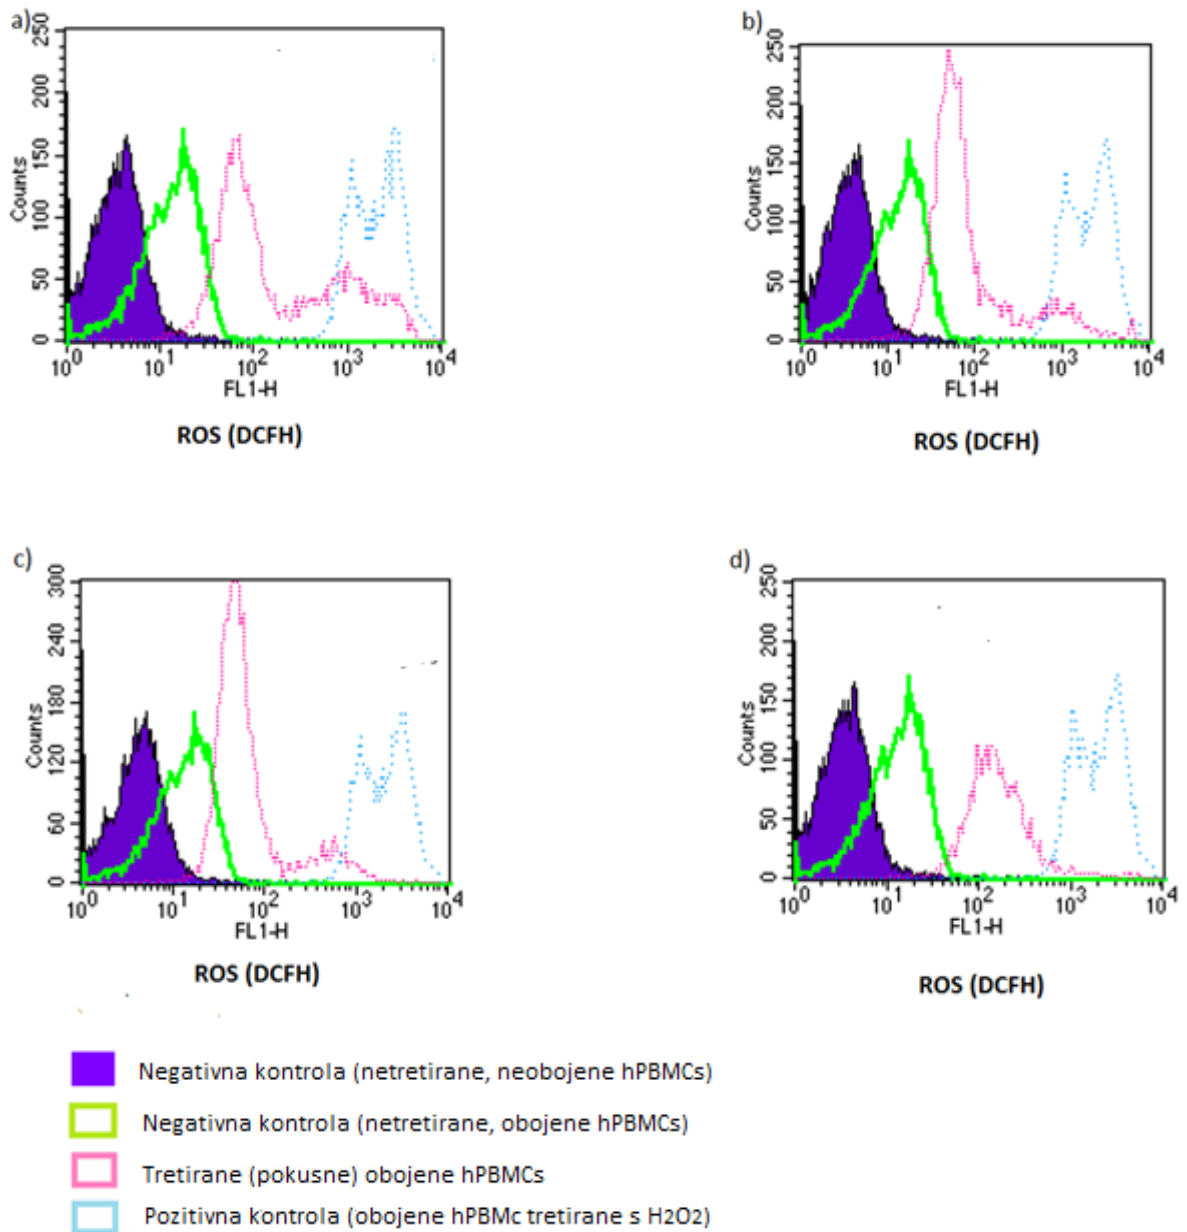 a)
250
200
150
100
50
0
Counts
10⁰ 10¹ 10² 10³ 10⁴
FL1-H
ROS (DCFH)
b)
250
200
150
100
50
0
Counts
10⁰ 10¹ 10² 10³ 10⁴
FL1-H
ROS (DCFH)
c)
300
240
180
120
60
0
Counts
10⁰ 10¹ 10² 10³ 10⁴
FL1-H
ROS (DCFH)
d)
250
200
150
100
50
0
Counts
10⁰ 10¹ 10² 10³ 10⁴
FL1-H
ROS (DCFH)
Negativna kontrola (netretirane, neobojene hPBMCs)
Negativna kontrola (netretirane, obojene hPBMCs)
Tretirane (pokusne) obojene hPBMCs
Pozitivna kontrola (obojene hPBMc tretirane s H2O2)